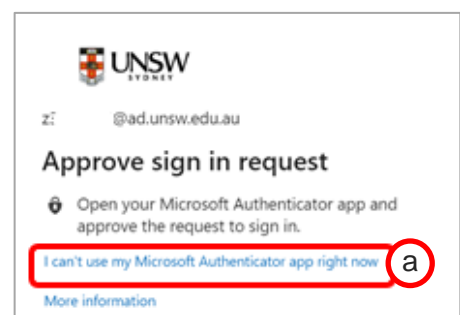 UNSW
SYDNEY
z: @ad.unsw.edu.au
Approve sign in request
Open your Microsoft Authenticator app and
approve the request to sign in.
I can't use my Microsoft Authenticator app right now
a
More information